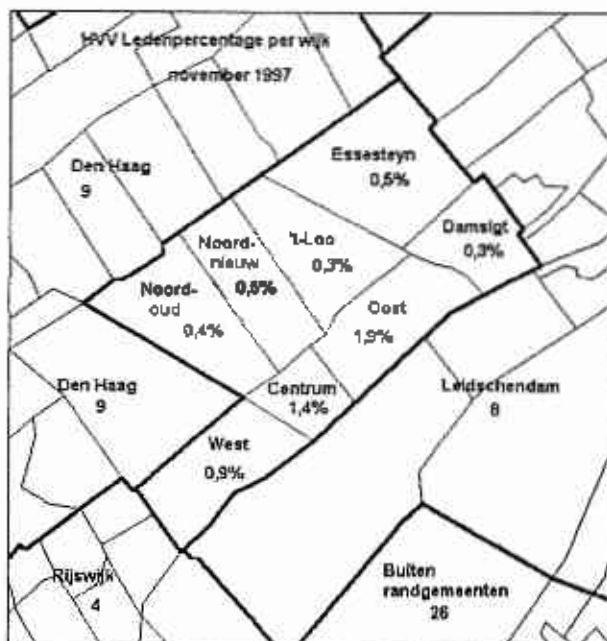 HVV Ledenpercentage per wijk
november 1997
Essesteyn
0,5%
Den Haag
9
Damsigt
0,3%
Noord-
nieuw
0,5%
't-Loo
0,3%
Noord-
oud
0,4%
Oost
1,9%
Den Haag
9
Centrum
1,4%
Leidschendam
8
West
0,9%
Rijswijk
4
Buiten
randgemeenten
26